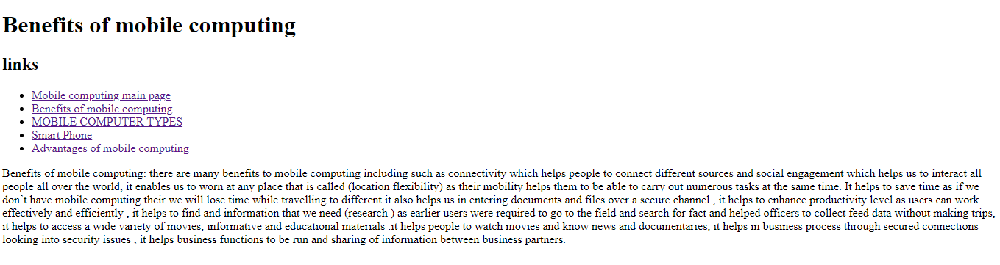 Benefits of mobile computing
links
Mobile computing main page
Benefits of mobile computing
MOBILE COMPUTER TYPES
Smart Phone
Advantages of mobile computing
Benefits of mobile computing: there are many benefits to mobile computing including such as connectivity which helps people to connect different sources and social engagement which helps us to interact all
people all over the world, it enables us to worn at any place that is called (location flexibility) as their mobility helps them to be able to carry out numerous tasks at the same time. It helps to save time as if we
don’t have mobile computing their we will lose time while travelling to different it also helps us in entering documents and files over a secure channel , it helps to enhance productivity level as users can work
effectively and efficiently , it helps to find and information that we need (research ) as earlier users were required to go to the field and search for fact and helped officers to collect feed data without making trips,
it helps to access a wide variety of movies, informative and educational materials .it helps people to watch movies and know news and documentaries, it helps in business process through secured connections
looking into security issues , it helps business functions to be run and sharing of information between business partners.